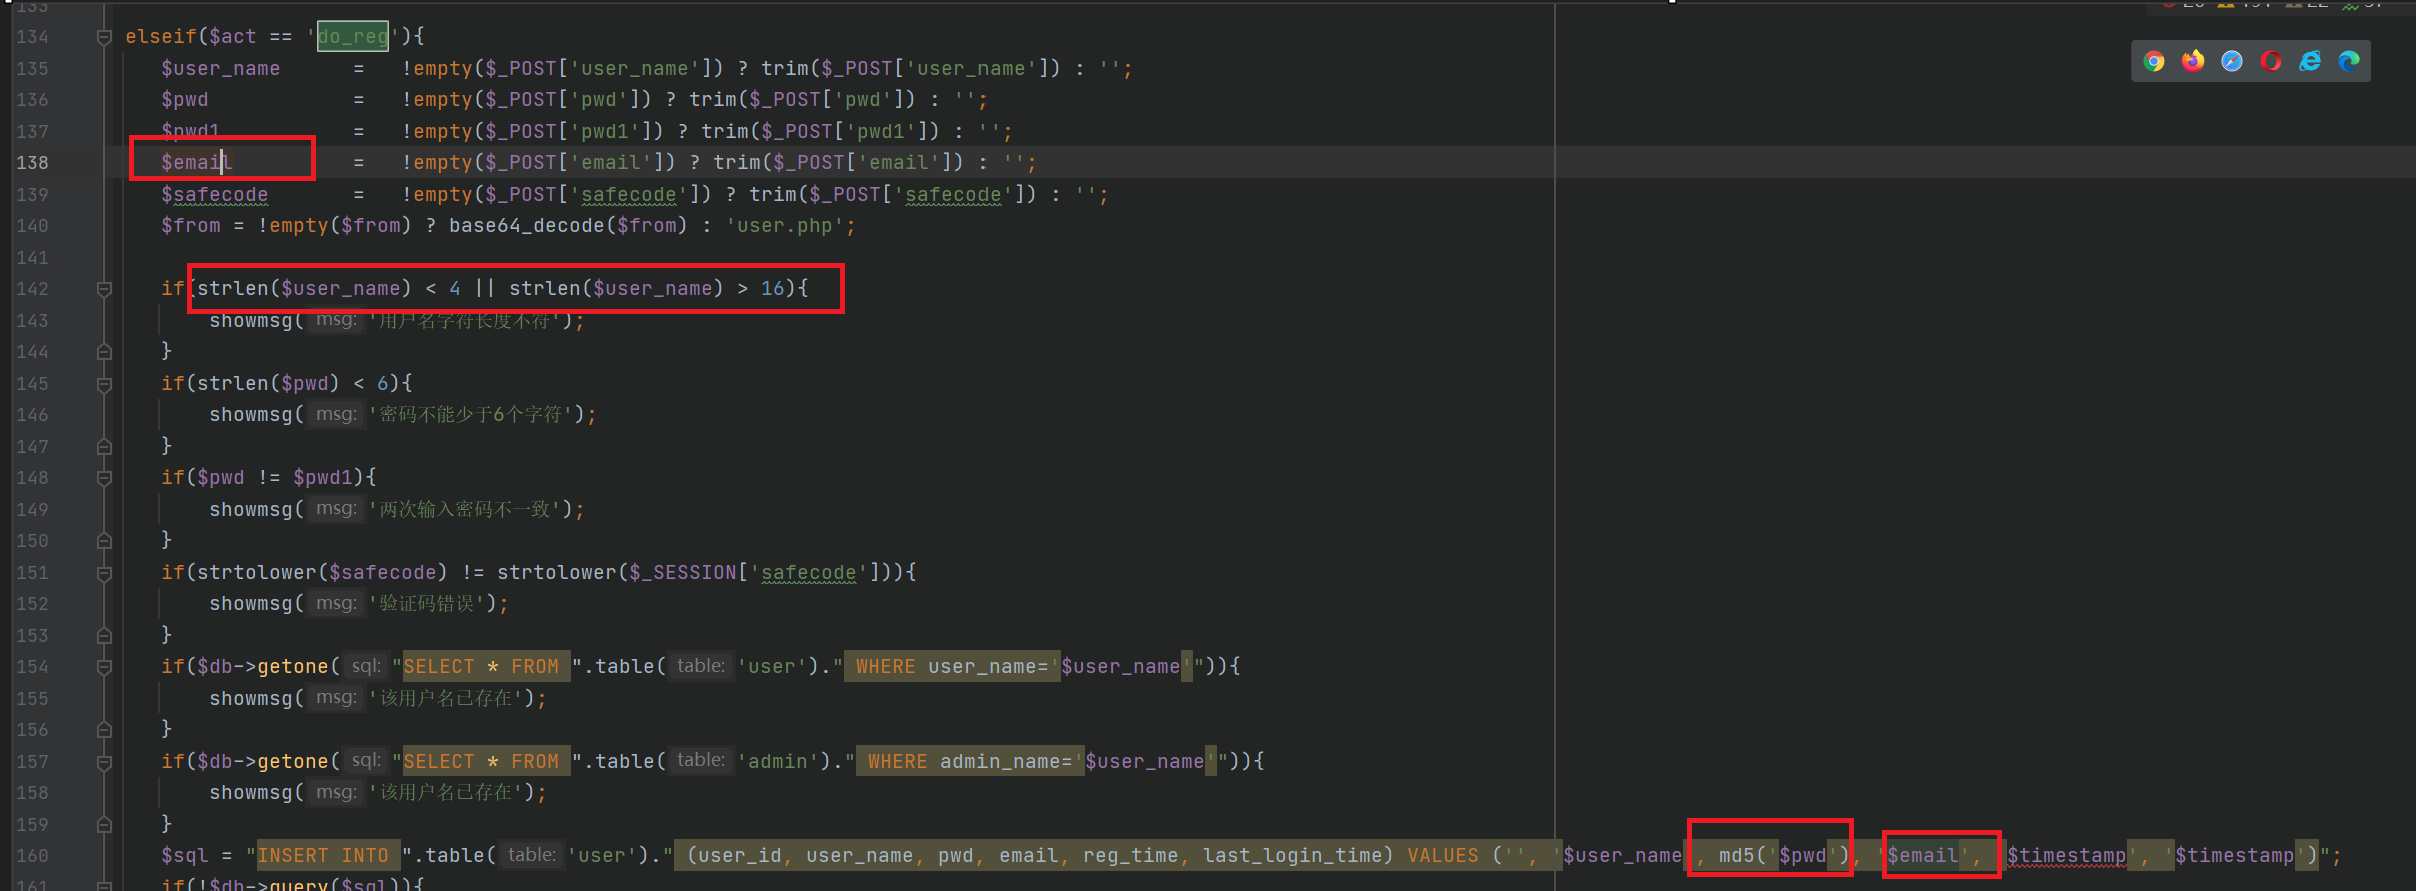 133
134 elseif($act == 'do_reg'){
135 $user_name = !empty($_POST['user_name']) ? trim($_POST['user_name']) : '';
136 $pwd = !empty($_POST['pwd']) ? trim($_POST['pwd']) : '';
137 $pwd1 = !empty($_POST['pwd1']) ? trim($_POST['pwd1']) : '';
138 $email = !empty($_POST['email']) ? trim($_POST['email']) : '';
139 $safecode = !empty($_POST['safecode']) ? trim($_POST['safecode']) : '';
140 $from = !empty($from) ? base64_decode($from) : 'user.php';
141
142 if(strlen($user_name) < 4 || strlen($user_name) > 16){
143 showmsg( msg: '用户名字符长度不符');
144 }
145 if(strlen($pwd) < 6){
146 showmsg( msg: '密码不能少于6个字符');
147 }
148 if($pwd != $pwd1){
149 showmsg( msg: '两次输入密码不一致');
150 }
151 if(strtolower($safecode) != strtolower($_SESSION['safecode'])){
152 showmsg( msg: '验证码错误');
153 }
154 if($db->getone( sql: "SELECT * FROM ".table( table: 'user')." WHERE user_name='$user_name'")){
155 showmsg( msg: '该用户名已存在');
156 }
157 if($db->getone( sql: "SELECT * FROM ".table( table: 'admin')." WHERE admin_name='$user_name'")){
158 showmsg( msg: '该用户名已存在');
159 }
160 $sql = "INSERT INTO ".table( table: 'user')." (user_id, user_name, pwd, email, reg_time, last_login_time) VALUES ('', '$user_name', md5('$pwd'), '$email', '$timestamp', '$timestamp')";
161 if(!$db->query($sql)){